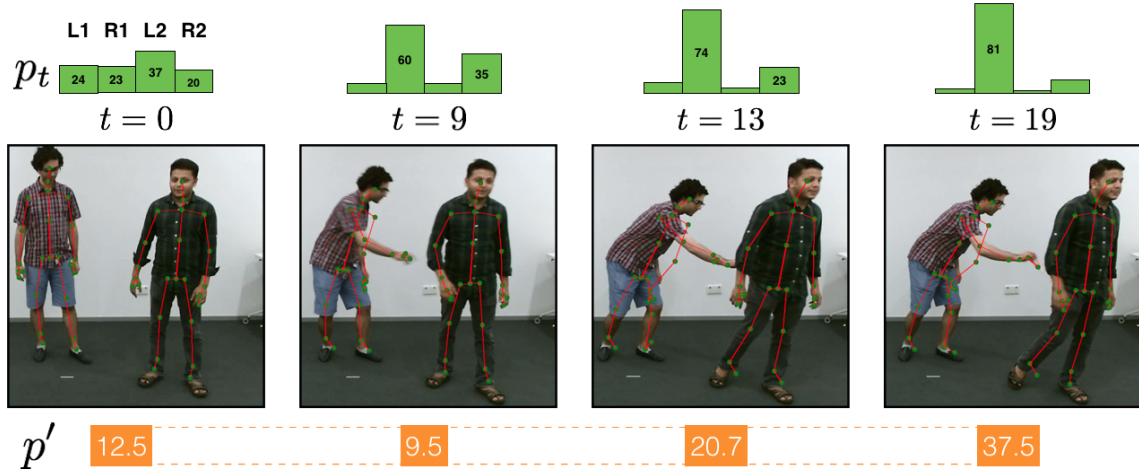 L1 R1 L2 R2
p_t 24 23 37 20 60 35 74 23 81
t = 0 t = 9 t = 13 t = 19
p′ 12.5 9.5 20.7 37.5